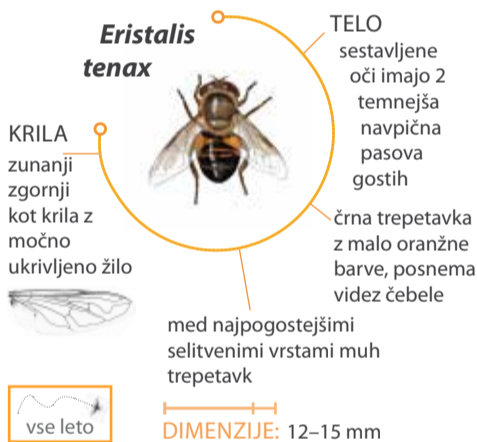 Eristalis
tenax
TELO
sestavljene
oči imajo 2
temnejša
navpična
pasova
gostih
KRILA
zunanji
zgornji
kot krila z
močno
ukrivljeno žilo
črna trepetavka
z malo oranžne
barve, posnema
videz čebele
med najpogostejšimi
selitvenimi vrstami muh
trepetavk
vse leto
DIMENZIJE: 12–15 mm